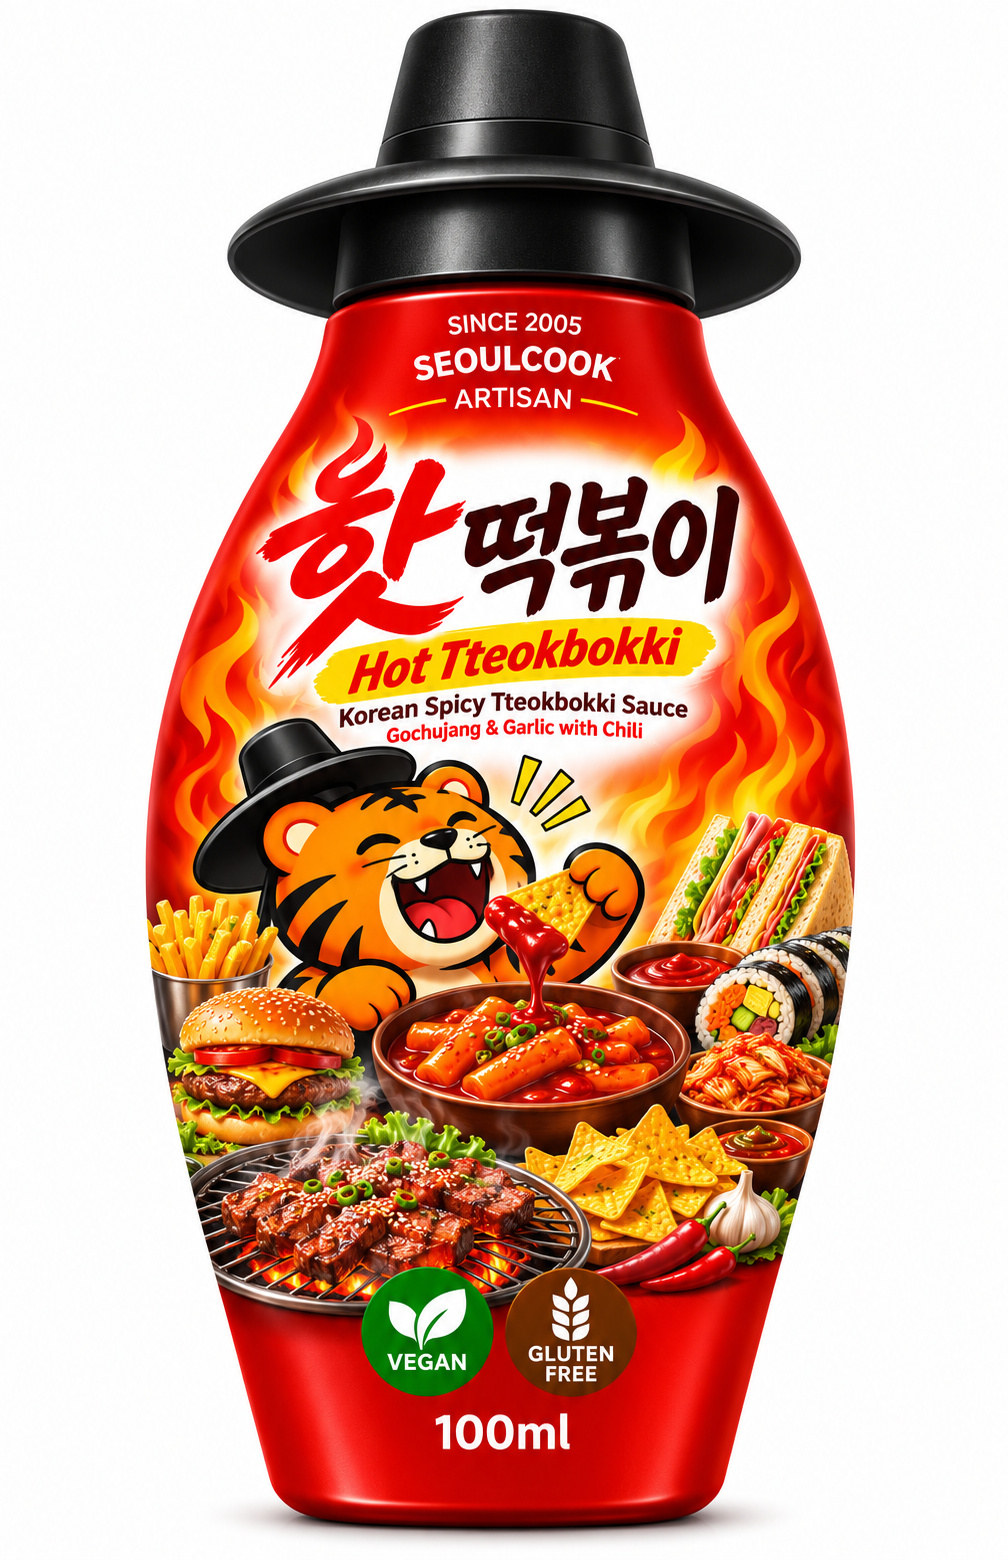 SINCE 2005
SEOULCOOK
ARTISAN
핫 떡볶이
Hot Tteokbokki
Korean Spicy Tteokbokki Sauce
Gochujang & Garlic with Chili
VEGAN
GLUTEN
FREE
100ml